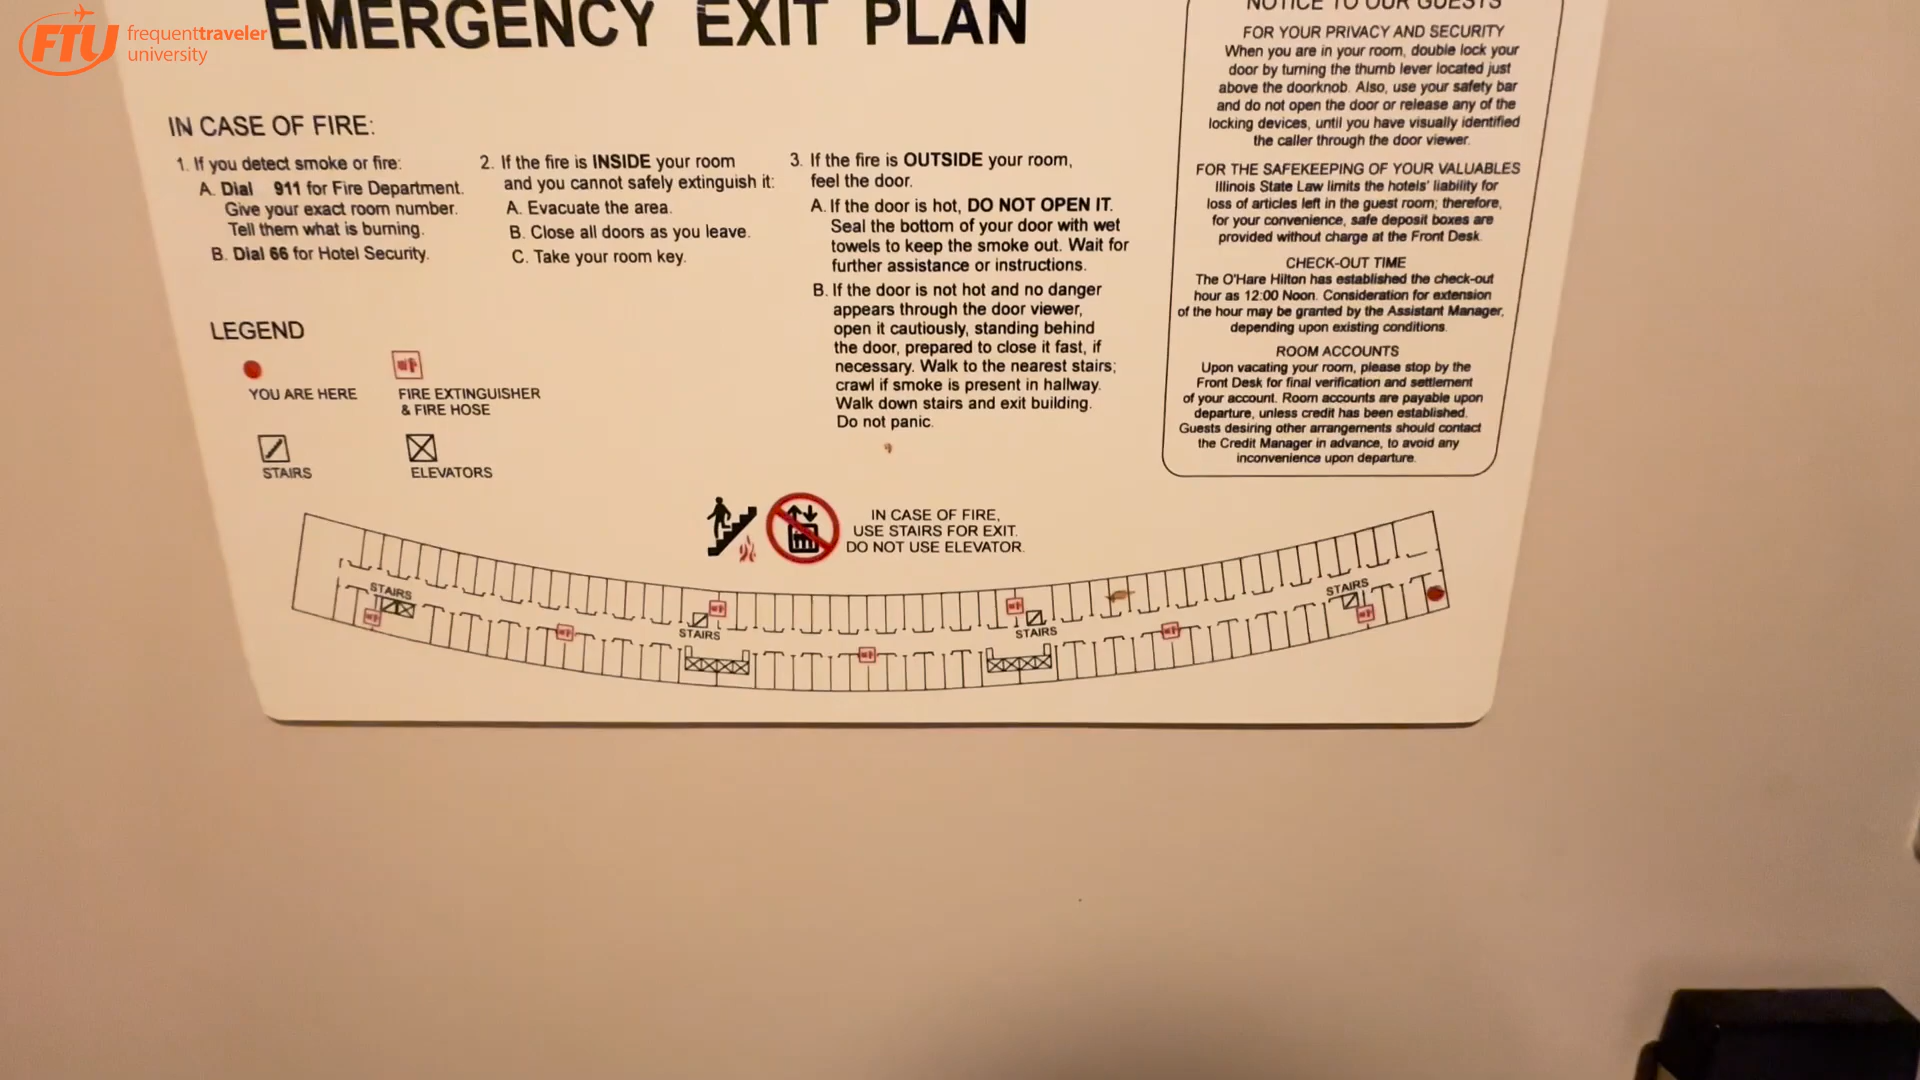 FTU frequenttraveler
university
EMERGENCY EXIT PLAN
IN CASE OF FIRE:
1. If you detect smoke or fire:
A. Dial 911 for Fire Department.
Give your exact room number.
Tell them what is burning.
B. Dial 66 for Hotel Security.
2. If the fire is INSIDE your room
and you cannot safely extinguish it:
A. Evacuate the area.
B. Close all doors as you leave.
C. Take your room key.
3. If the fire is OUTSIDE your room,
feel the door.
A. If the door is hot, DO NOT OPEN IT.
Seal the bottom of your door with wet
towels to keep the smoke out. Wait for
further assistance or instructions.
B. If the door is not hot and no danger
appears through the door viewer,
open it cautiously, standing behind
the door, prepared to close it fast, if
necessary. Walk to the nearest stairs;
crawl if smoke is present in hallway.
Walk down stairs and exit building.
Do not panic.
NOTICE TO OUR GUESTS
FOR YOUR PRIVACY AND SECURITY
When you are in your room, double lock your
door by turning the thumb lever located just
above the doorknob. Also, use your safety bar
and do not open the door or release any of the
locking devices, until you have visually identified
the caller through the door viewer.
FOR THE SAFEKEEPING OF YOUR VALUABLES
Illinois State Law limits the hotels' liability for
loss of articles left in the guest room; therefore,
for your convenience, safe deposit boxes are
provided without charge at the Front Desk.
CHECK-OUT TIME
The O'Hare Hilton has established the check-out
hour as 12:00 Noon. Consideration for extension
of the hour may be granted by the Assistant Manager,
depending upon existing conditions.
ROOM ACCOUNTS
Upon vacating your room, please stop by the
Front Desk for final verification and settlement
of your account. Room accounts are payable upon
departure, unless credit has been established.
Guests desiring other arrangements should contact
the Credit Manager in advance, to avoid any
inconvenience upon departure.
LEGEND
YOU ARE HERE
FIRE EXTINGUISHER
& FIRE HOSE
STAIRS
ELEVATORS
IN CASE OF FIRE,
USE STAIRS FOR EXIT.
DO NOT USE ELEVATOR.
STAIRS
STAIRS
STAIRS
STAIRS